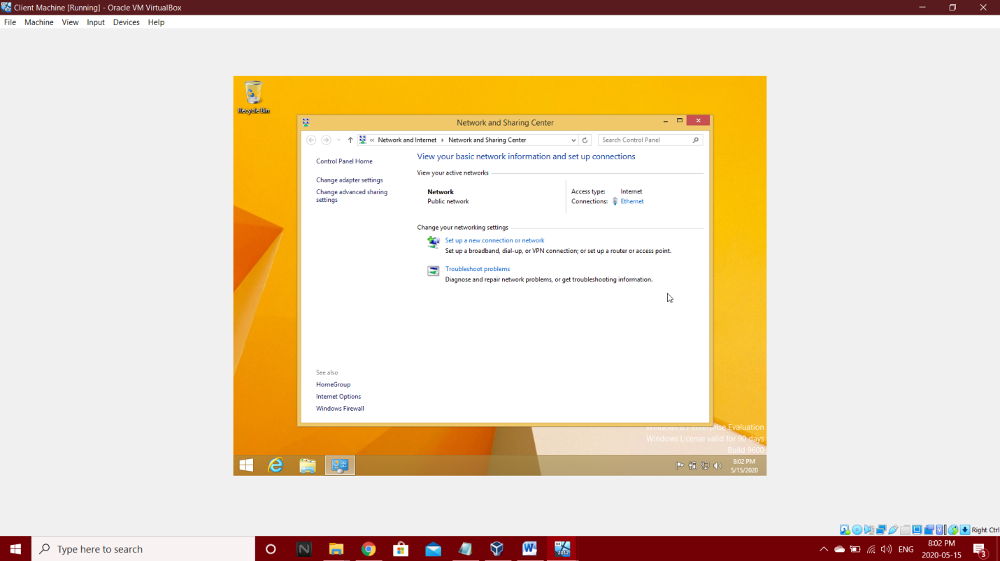 Client Machine [Running] - Oracle VM VirtualBox
File Machine View Input Devices Help
Recycle Bin
Network and Sharing Center
« Network and Internet Network and Sharing Center
Search Control Panel
Control Panel Home
Change adapter settings
Change advanced sharing
settings
View your basic network information and set up connections
View your active networks
Network
Public network
Access type: Internet
Connections: Ethernet
Change your networking settings
Set up a new connection or network
Set up a broadband, dial-up, or VPN connection; or set up a router or access point.
Troubleshoot problems
Diagnose and repair network problems, or get troubleshooting information.
See also
HomeGroup
Internet Options
Windows Firewall
Windows 8.1 Enterprise Evaluation
Windows License valid for 90 days
Build 9600
8:02 PM
5/15/2020
Right Ctrl
Type here to search
2012
ENG
8:02 PM
2020-05-15
3